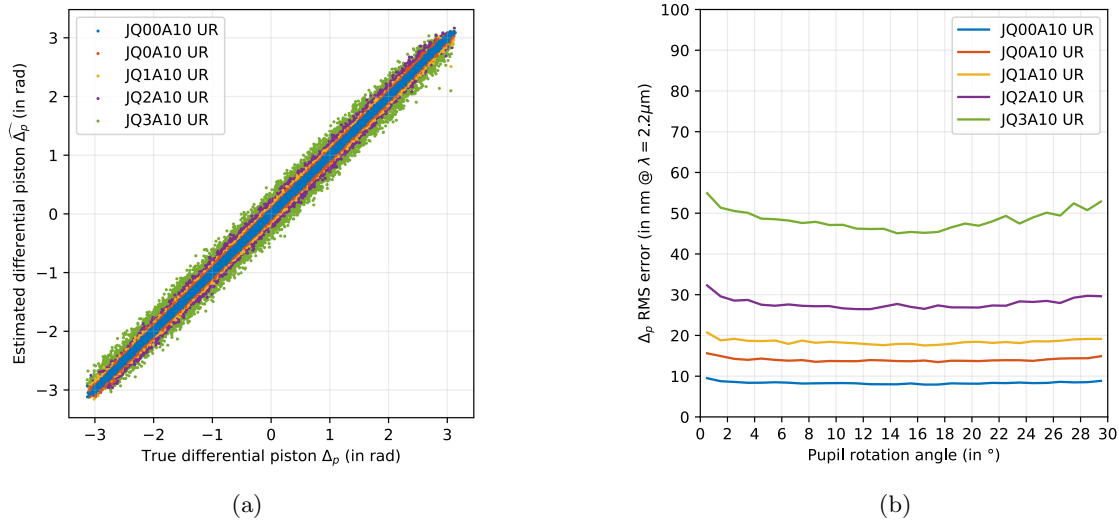 JQ00A10 UR
JQ0A10 UR
JQ1A10 UR
JQ2A10 UR
JQ3A10 UR
Estimated differential piston $\widehat{\Delta_p}$ (in rad)
3
2
1
0
−1
−2
−3
−3 −2 −1 0 1 2 3
True differential piston Δ_p (in rad)
(a)
JQ00A10 UR
JQ0A10 UR
JQ1A10 UR
JQ2A10 UR
JQ3A10 UR
Δ_p RMS error (in nm @ λ = 2.2μm)
100
90
80
70
60
50
40
30
20
10
0
0 2 4 6 8 10 12 14 16 18 20 22 24 26 28 30
Pupil rotation angle (in °)
(b)